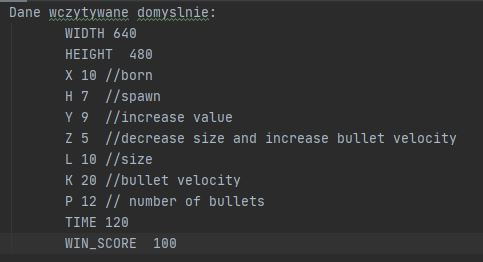 Dane wczytywane domyslnie:
WIDTH 640
HEIGHT  480
X 10 //born
H 7  //spawn
Y 9  //increase value
Z 5  //decrease size and increase bullet velocity
L 10 //size
K 20 //bullet velocity
P 12 // number of bullets
TIME 120
WIN_SCORE  100